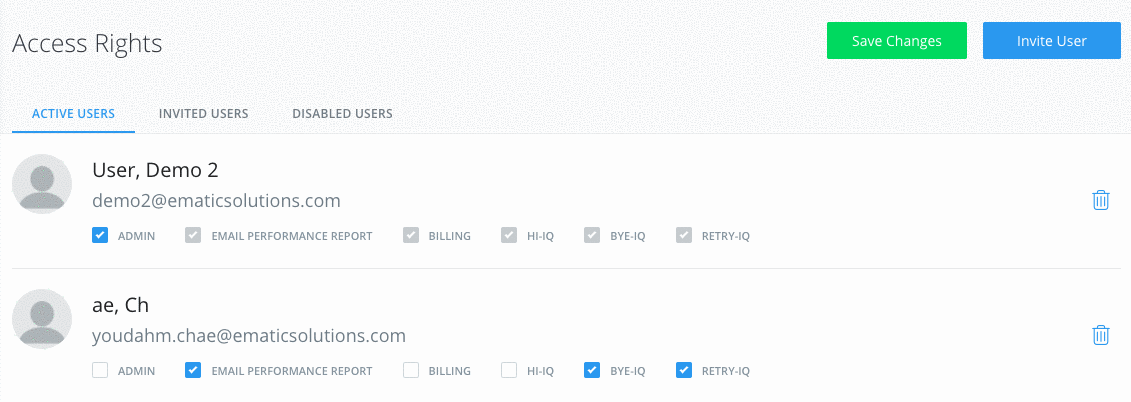 Access Rights
Save Changes
Invite User
ACTIVE USERS
INVITED USERS
DISABLED USERS
User, Demo 2
demo2@ematicsolutions.com
ADMIN EMAIL PERFORMANCE REPORT BILLING HI-IQ BYE-IQ RETRY-IQ
ae, Ch
youdahm.chae@ematicsolutions.com
ADMIN EMAIL PERFORMANCE REPORT BILLING HI-IQ BYE-IQ RETRY-IQ